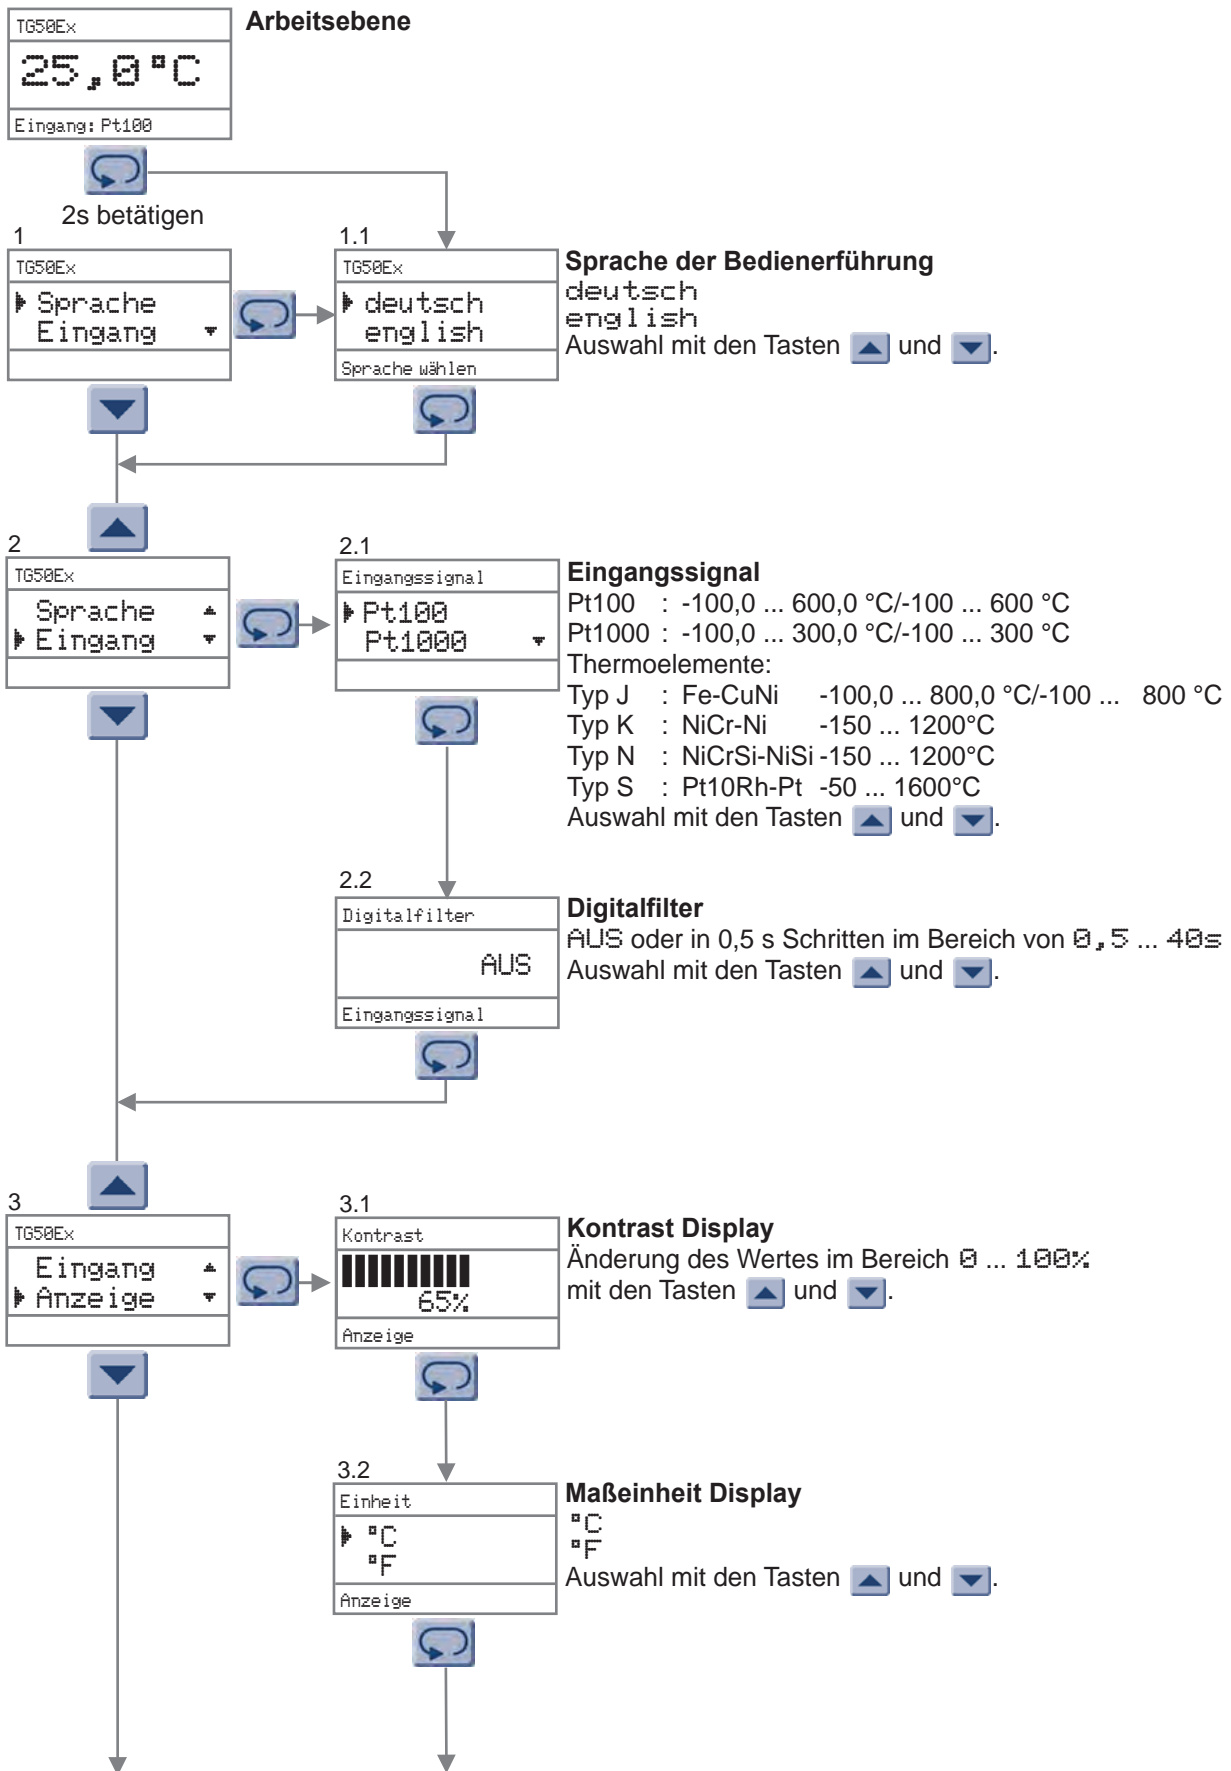 TG50Ex
Arbeitsebene
25,0°C
Eingang: Pt100
2s betätigen
1
TG50Ex
Sprache
Eingang
1.1
TG50Ex
deutsch
english
Sprache wählen
Sprache der Bedienerführung
deutsch
english
Auswahl mit den Tasten und .
2
TG50Ex
Sprache
Eingang
2.1
Eingangssignal
Pt100
Pt1000
Eingangssignal
Pt100 : -100,0 ... 600,0 °C/-100 ... 600 °C
Pt1000 : -100,0 ... 300,0 °C/-100 ... 300 °C
Thermoelemente:
Typ J : Fe-CuNi -100,0 ... 800,0 °C/-100 ... 800 °C
Typ K : NiCr-Ni -150 ... 1200°C
Typ N : NiCrSi-NiSi -150 ... 1200°C
Typ S : Pt10Rh-Pt -50 ... 1600°C
Auswahl mit den Tasten und .
2.2
Digitalfilter
AUS
Eingangssignal
Digitalfilter
AUS oder in 0,5 s Schritten im Bereich von 0,5 ... 40s
Auswahl mit den Tasten und .
3
TG50Ex
Eingang
Anzeige
3.1
Kontrast
65%
Anzeige
Kontrast Display
Änderung des Wertes im Bereich 0 ... 100%
mit den Tasten und .
3.2
Einheit
°C
°F
Anzeige
Maßeinheit Display
°C
°F
Auswahl mit den Tasten und .